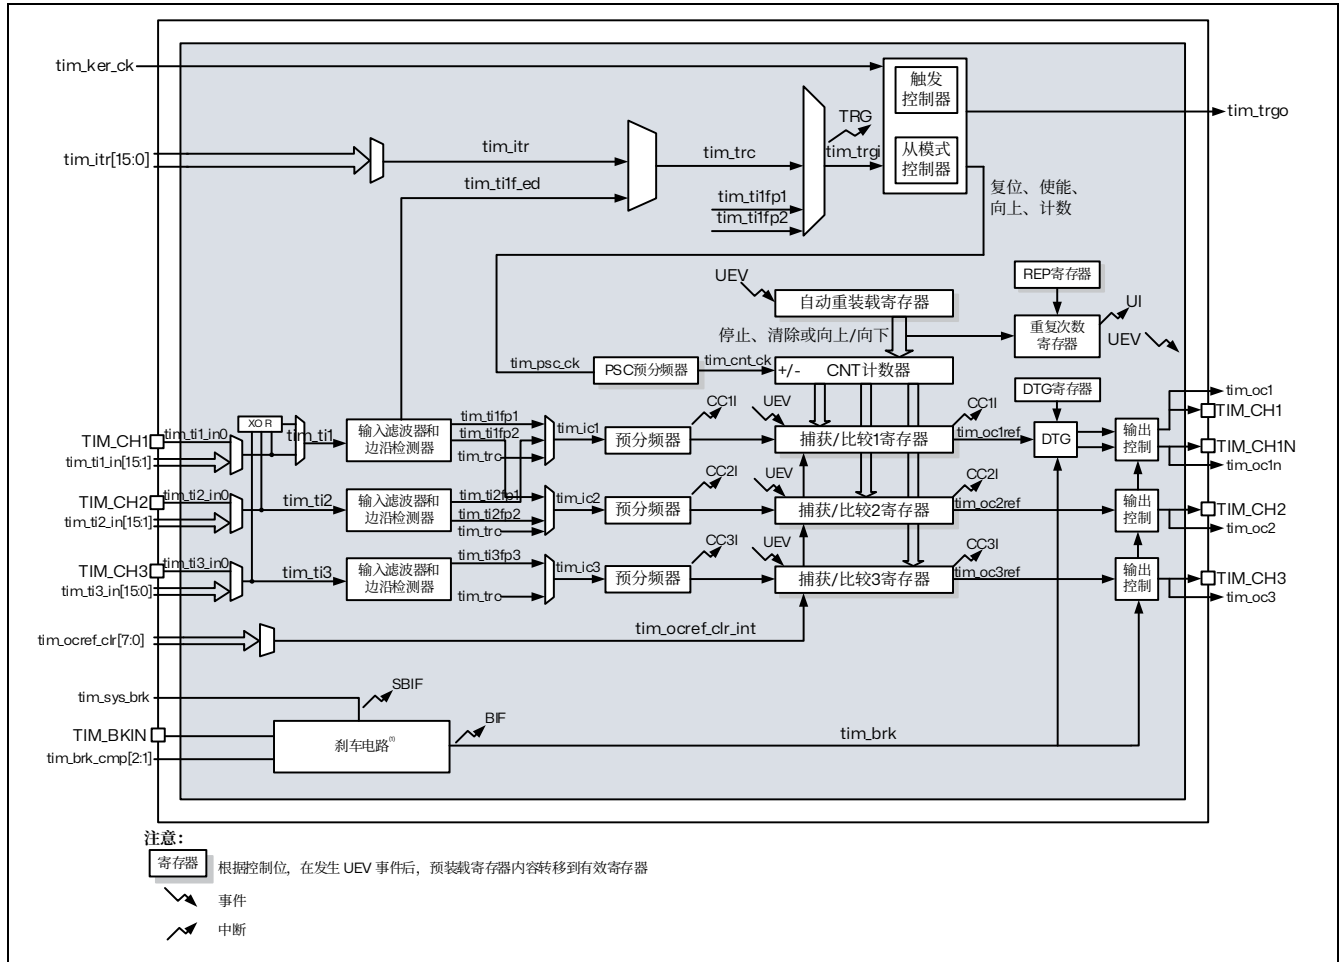 tim_ker_ck
触发
控制器
TRG
tim_trgo
tim_itr[15:0]
tim_itr
tim_trc
tim_trgi
从模式
控制器
tim_ti1f_ed
tim_ti1fp1
tim_ti1fp2
复位、使能、
向上、计数
UEV
自动重装载寄存器
REP寄存器
UI
停止、清除或向上/向下
重复次数
寄存器
UEV
tim_psc_ck
PSC预分频器
tim_cnt_ck
+/-
CNT计数器
DTG寄存器
tim_oc1
TIM_CH1
TIM_CH1
tim_ti1_in0
tim_ti1_in[15:1]
XOR
tim_ti1
输入滤波器和
边沿检测器
tim_ti1fp1
tim_ti1fp2
tim_trc
tim_ic1
预分频器
CC1I
UEV
捕获/比较1寄存器
CC1I
tim_oc1ref
DTG
输出
控制
TIM_CH1N
tim_oc1n
TIM_CH2
tim_ti2_in0
tim_ti2_in[15:1]
tim_ti2
输入滤波器和
边沿检测器
tim_ti2fp1
tim_ti2fp2
tim_trc
tim_ic2
预分频器
CC2I
UEV
捕获/比较2寄存器
CC2I
tim_oc2ref
输出
控制
TIM_CH2
tim_oc2
TIM_CH3
tim_ti3_in0
tim_ti3_in[15:0]
tim_ti3
输入滤波器和
边沿检测器
tim_ti3fp3
tim_trc
tim_ic3
预分频器
CC3I
UEV
捕获/比较3寄存器
CC3I
tim_oc3ref
输出
控制
TIM_CH3
tim_oc3
tim_ocref_clr[7:0]
tim_ocref_clr_int
tim_sys_brk
SBIF
TIM_BKIN
tim_brk_cmp[2:1]
刹车电路(1)
BIF
tim_brk
注意：
寄存器
根据控制位，在发生 UEV 事件后，预装载寄存器内容转移到有效寄存器
事件
中断